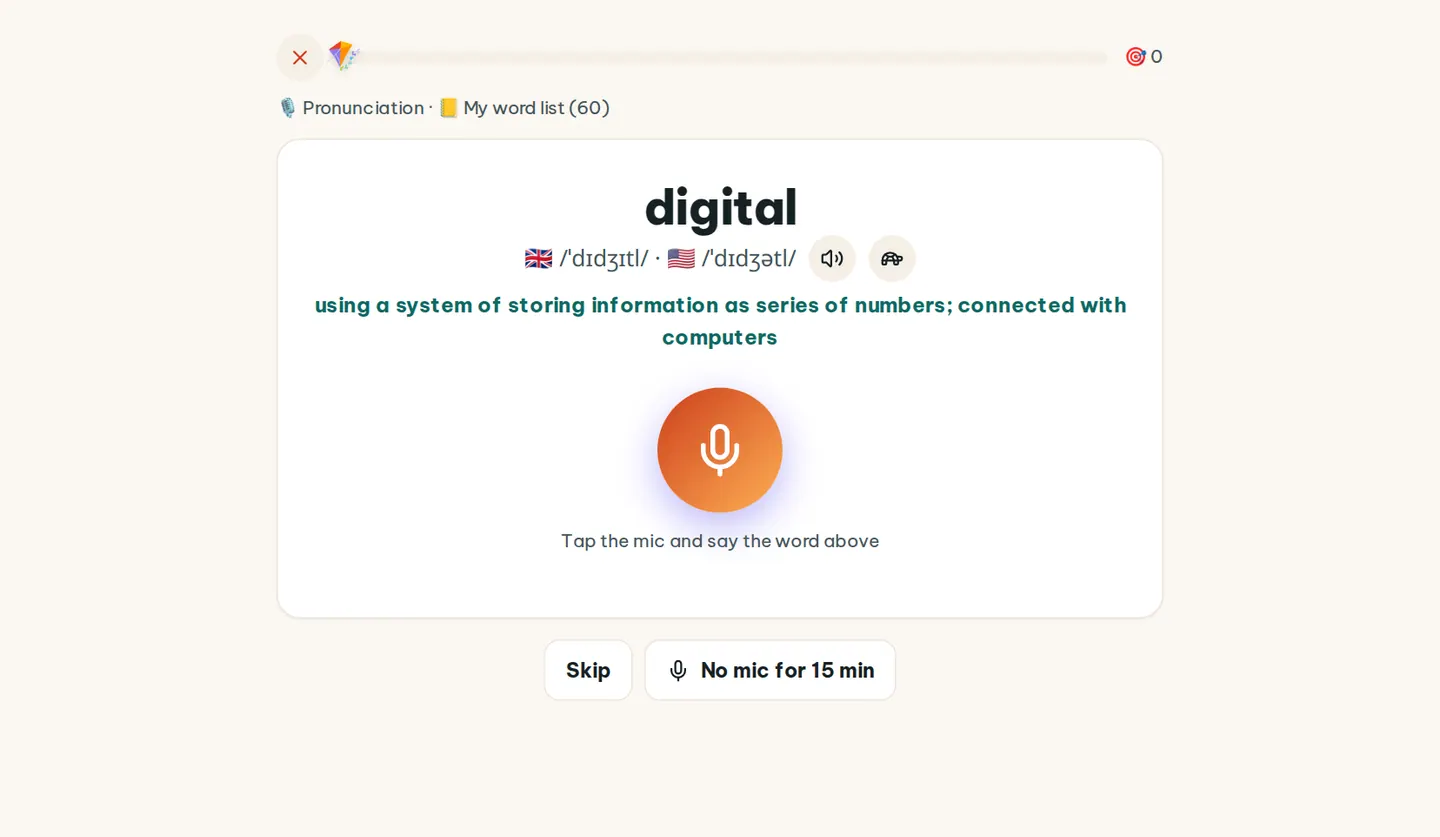 🎯 0
🎙️ Pronunciation · 📒 My word list (60)
digital
🇬🇧 /ˈdɪdʒɪtl/ · 🇺🇸 /ˈdɪdʒətl/
using a system of storing information as series of numbers; connected with
computers
Tap the mic and say the word above
Skip
No mic for 15 min